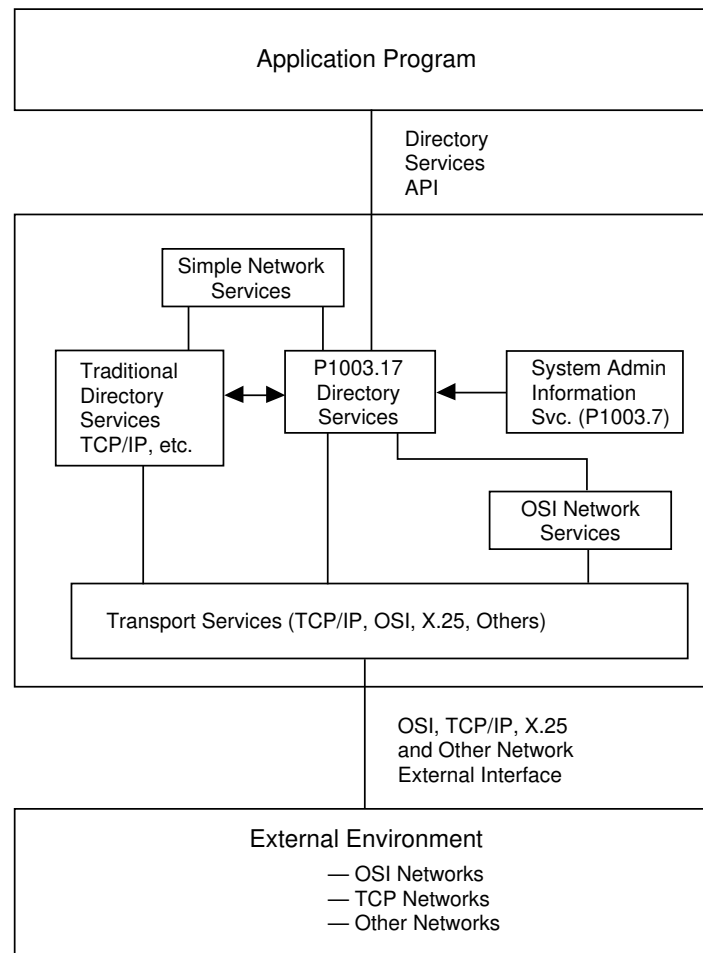 Application Program
Directory
Services
API
Simple Network
Services
Traditional
Directory
Services
TCP/IP, etc.
P1003.17
Directory
Services
System Admin
Information
Svc. (P1003.7)
OSI Network
Services
Transport Services (TCP/IP, OSI, X.25, Others)
OSI, TCP/IP, X.25
and Other Network
External Interface
External Environment
— OSI Networks
— TCP Networks
— Other Networks